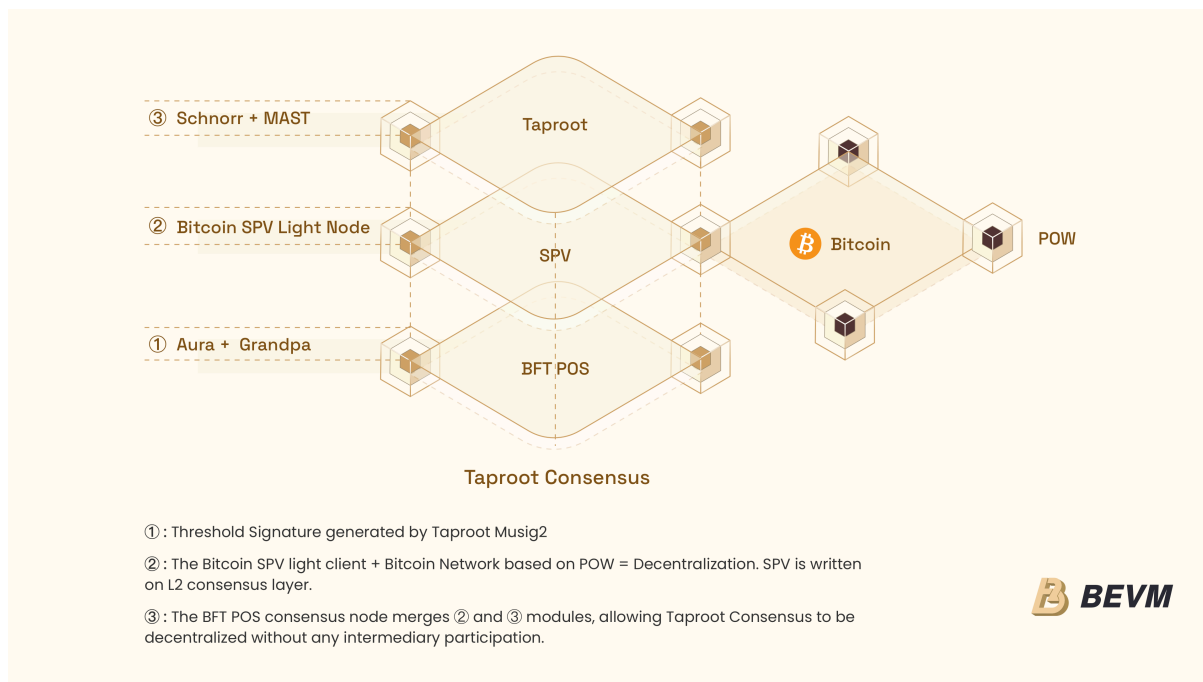 ③ Schnorr + MAST
Taproot
② Bitcoin SPV Light Node
SPV
Bitcoin
POW
① Aura + Grandpa
BFT POS
Taproot Consensus
① : Threshold Signature generated by Taproot Musig2
② : The Bitcoin SPV light client + Bitcoin Network based on POW = Decentralization. SPV is written
on L2 consensus layer.
③ : The BFT POS consensus node merges ② and ③ modules, allowing Taproot Consensus to be
decentralized without any intermediary participation.
BEVM